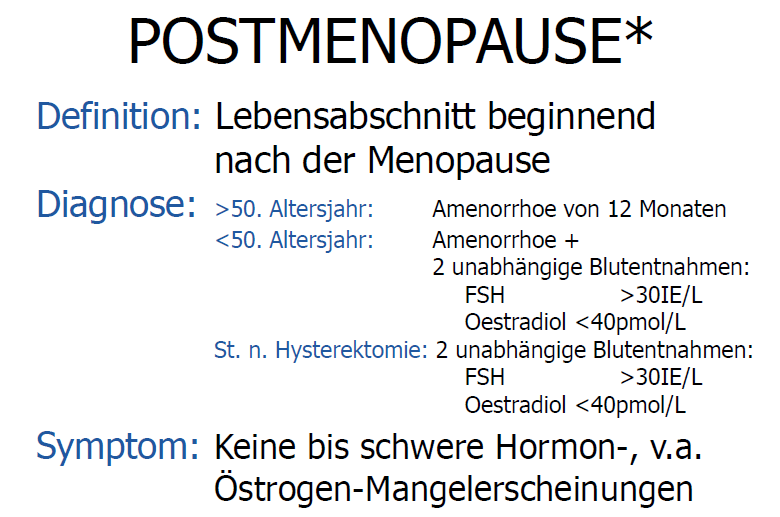 POSTMENOPAUSE*
Definition: Lebensabschnitt beginnend
nach der Menopause
Diagnose: >50. Altersjahr: Amenorrhoe von 12 Monaten
<50. Altersjahr: Amenorrhoe +
2 unabhängige Blutentnahmen:
FSH >30IE/L
Oestradiol <40pmol/L
St. n. Hysterektomie: 2 unabhängige Blutentnahmen:
FSH >30IE/L
Oestradiol <40pmol/L
Symptom: Keine bis schwere Hormon-, v.a.
Östrogen-Mangelerscheinungen